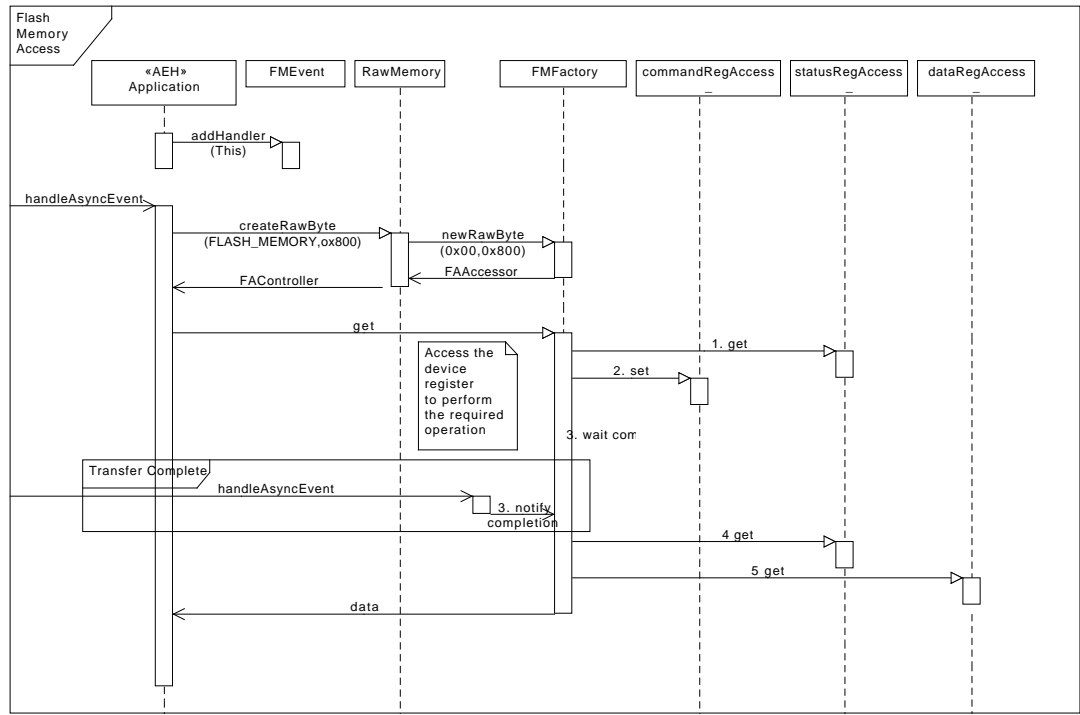 Flash
Memory
Access
«AEH»
Application
FMEvent
RawMemory
FMFactory
commandRegAccess
_
statusRegAccess
_
dataRegAccess
_
addHandler
(This)
handleAsyncEvent
createRawByte
(FLASH_MEMORY,ox800)
newRawByte
(0x00,0x800)
FAAccessor
FAController
get
Access the
device
register
to perform
the required
operation
1. get
2. set
3. wait com
Transfer Complete
handleAsyncEvent
3. notify
completion
4 get
5 get
data